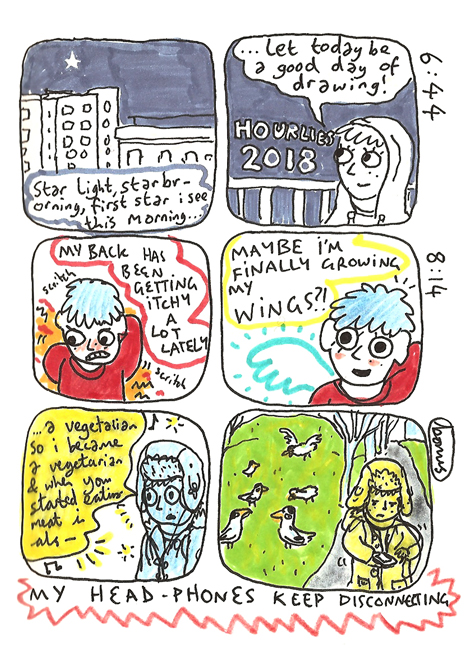 Star light, star br-
orning, first star i see
this morning...
...let today be
a good day of
drawing!
HOURLIES
2018
6:44
MY BACK HAS
BEEN
GETTING
ITCHY
A
LOT
LATELY
scritch
scritch
MAYBE i'M
FINALLY GROWING
MY
WINGS?!
8:14
...a vegetarian
so i became
a vegetarian
& when you
started eating
meat i
als-
bonus
MY HEAD-PHONES KEEP DISCONNECTING